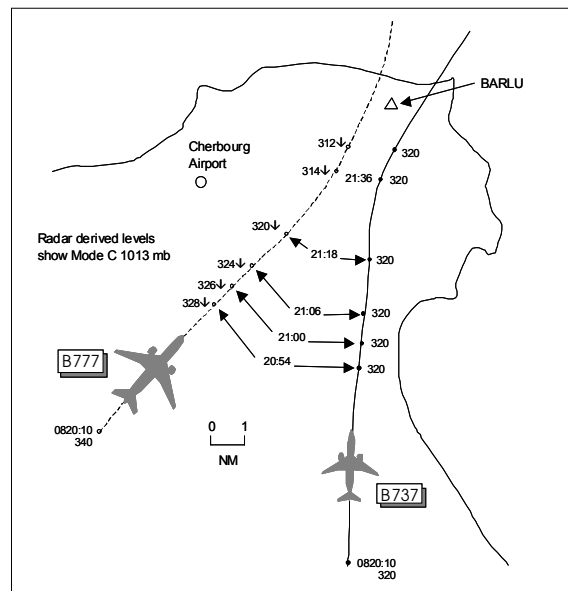 BARLU
Cherbourg
Airport
312↓
320
314↓
21:36
320
Radar derived levels
show Mode C 1013 mb
320↓
21:18
320
324↓
326↓
21:06
328↓
320
21:00
320
B777
20:54
320
0820:10
340
0 1
NM
B737
0820:10
320